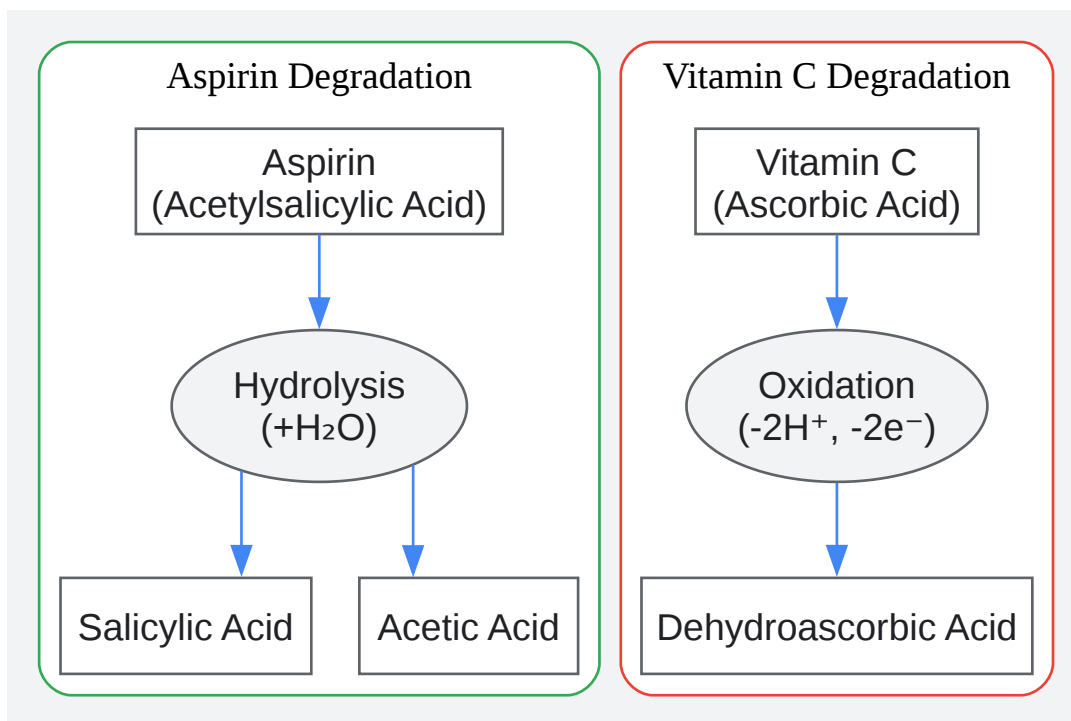 Aspirin Degradation
Aspirin
(Acetylsalicylic Acid)
Hydrolysis
(+H₂O)
Salicylic Acid
Acetic Acid
Vitamin C Degradation
Vitamin C
(Ascorbic Acid)
Oxidation
(-2H⁺, -2e⁻)
Dehydroascorbic Acid